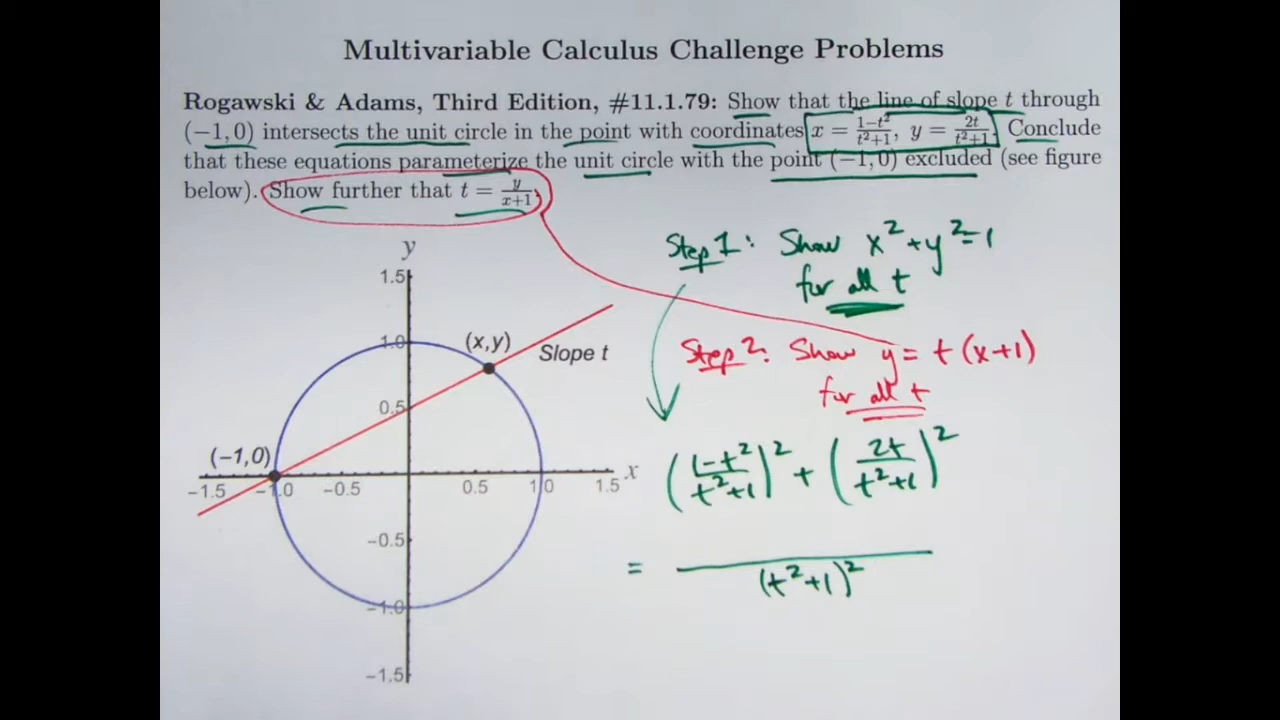 Multivariable Calculus Challenge Problems
Rogawski & Adams, Third Edition, #11.1.79: Show that the line of slope t through
(−1, 0) intersects the unit circle in the point with coordinates x = (1−t²)/(t²+1), y = 2t/(t²+1). Conclude
that these equations parameterize the unit circle with the point (−1, 0) excluded (see figure
below). Show further that t = y/(x+1).
Step 1: Show x² + y² = 1
for all t
Step 2: Show y = t(x+1)
for all t
((1−t²)/(t²+1))² + (2t/(t²+1))²
= /(t²+1)²
y
1.5
1.0
(x,y)
Slope t
0.5
(−1,0)
x
−1.5 −1.0 −0.5 0.5 1.0 1.5
−0.5
−1.0
−1.5